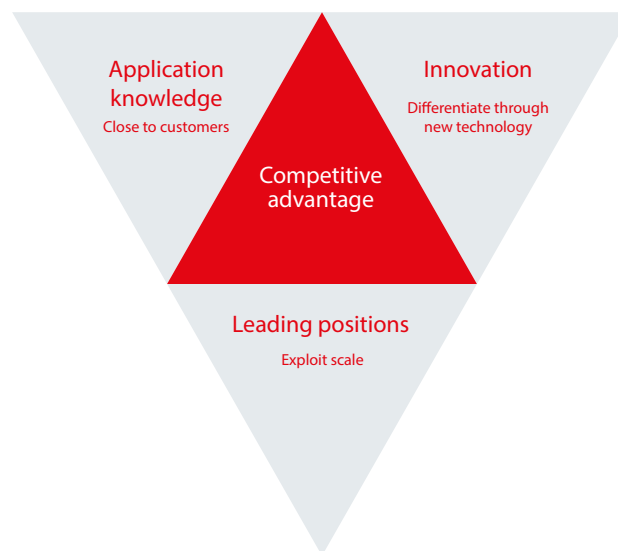 Application
knowledge
Close to customers
Innovation
Differentiate through
new technology
Competitive
advantage
Leading positions
Exploit scale